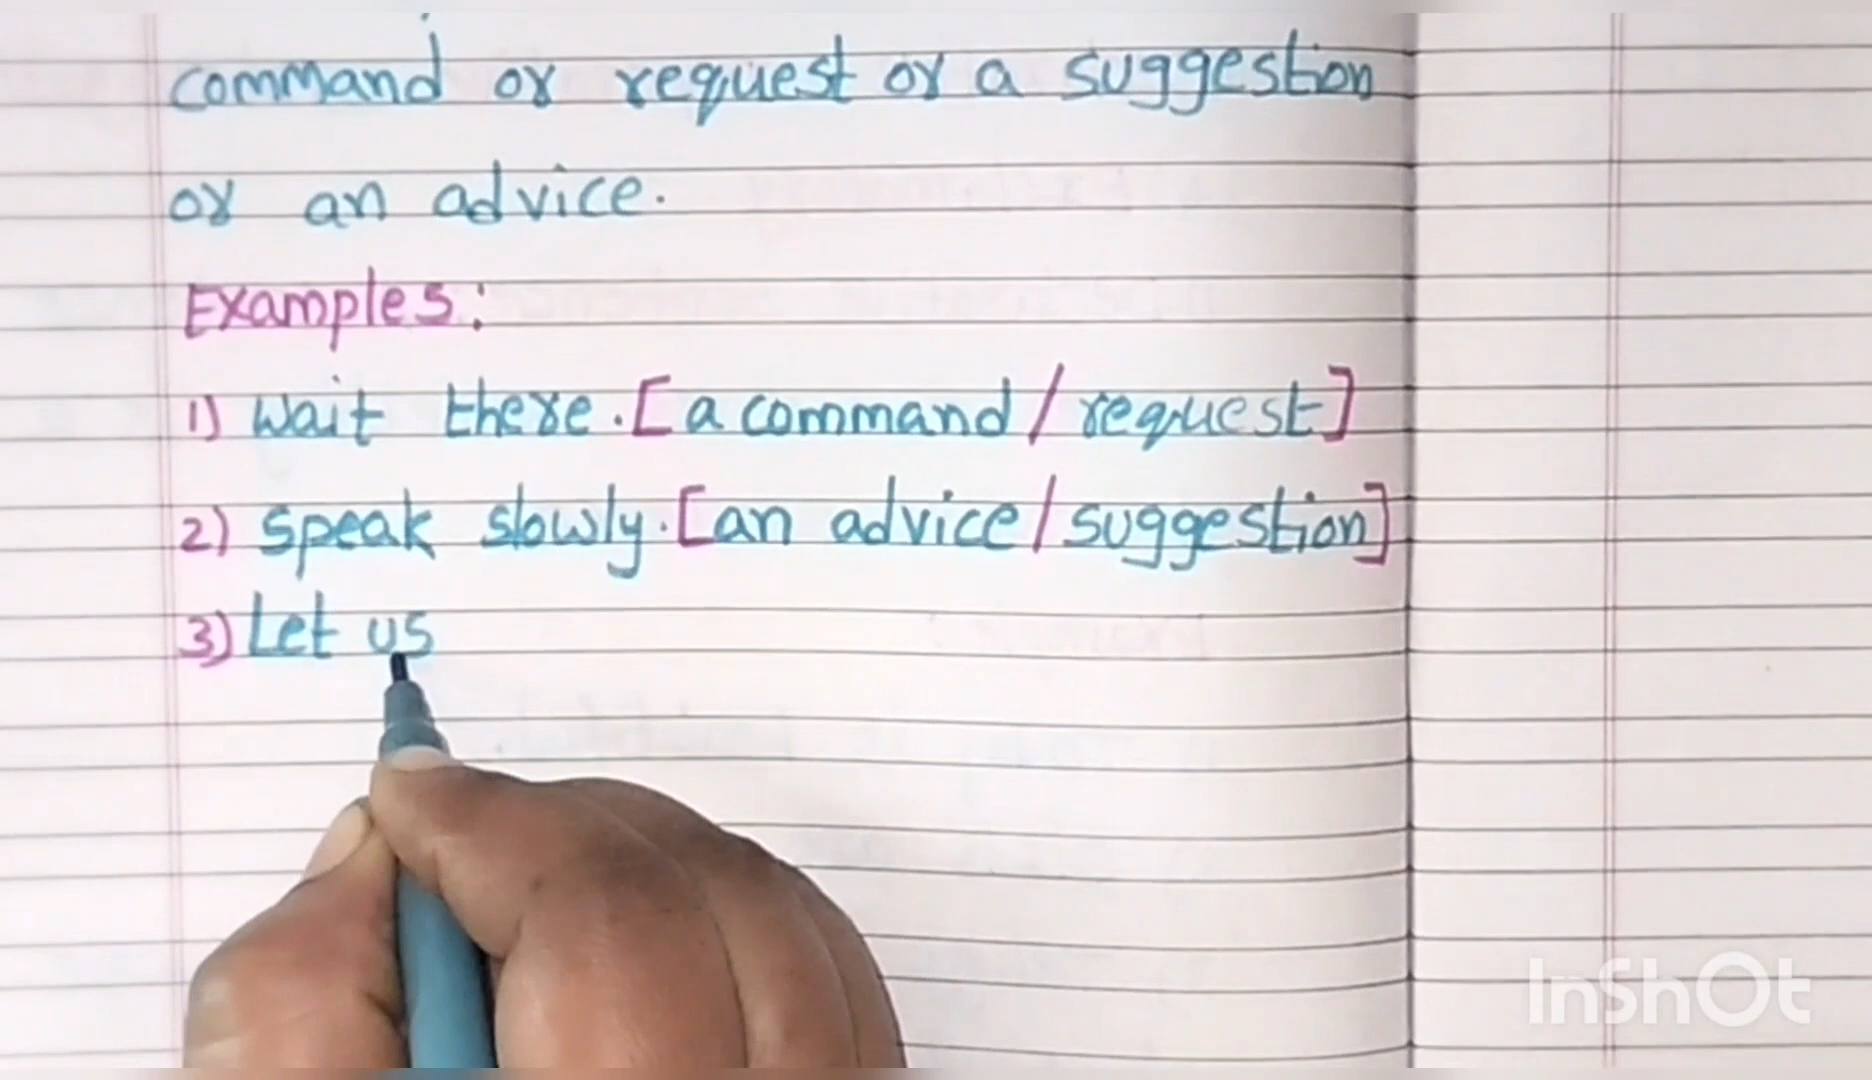 command or request or a suggestion
or an advice.
Examples:
1) Wait there. [a command/request]
2) Speak slowly. [an advice/suggestion]
3) Let us
InShOt